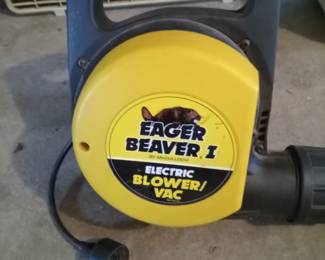 EAGER
BEAVER I
BY McCULLOCH
ELECTRIC
BLOWER/
VAC